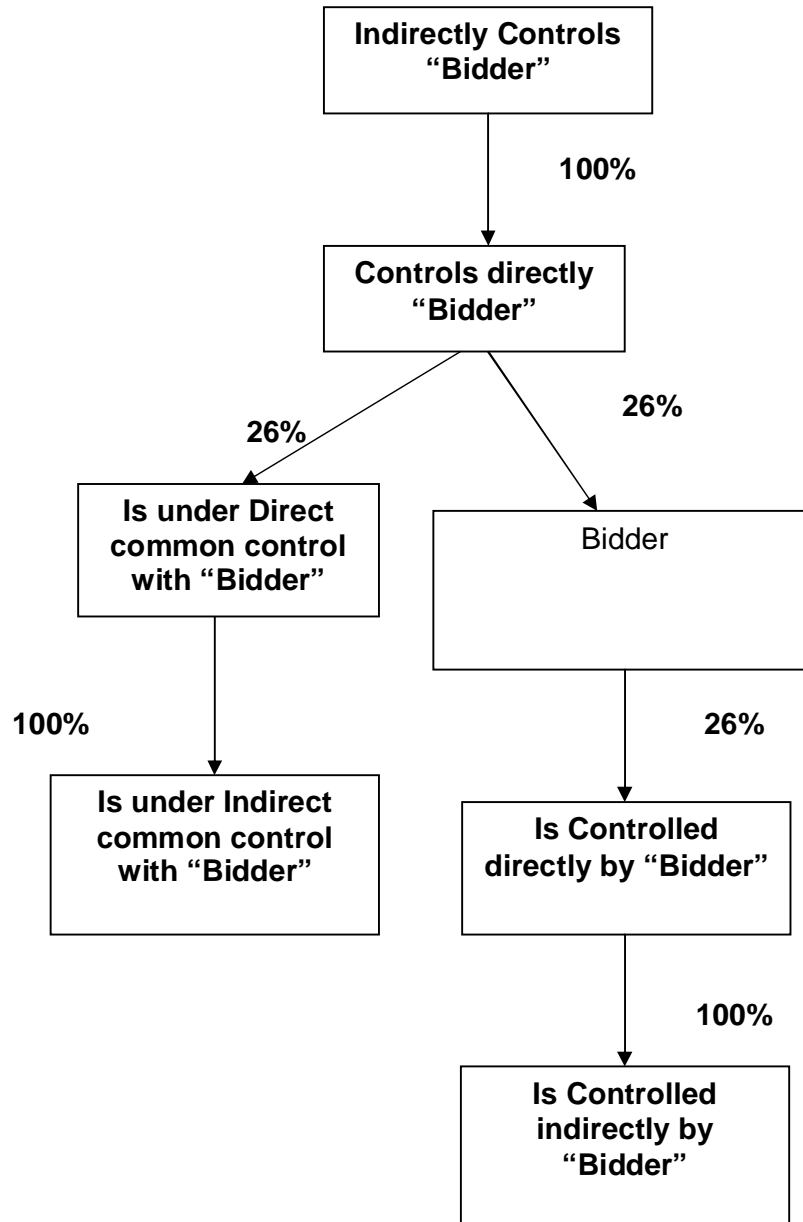 Indirectly Controls
“Bidder”
100%
Controls directly
“Bidder”
26%
26%
Is under Direct
common control
with “Bidder”
Bidder
100%
26%
Is under Indirect
common control
with “Bidder”
Is Controlled
directly by “Bidder”
100%
Is Controlled
indirectly by
“Bidder”